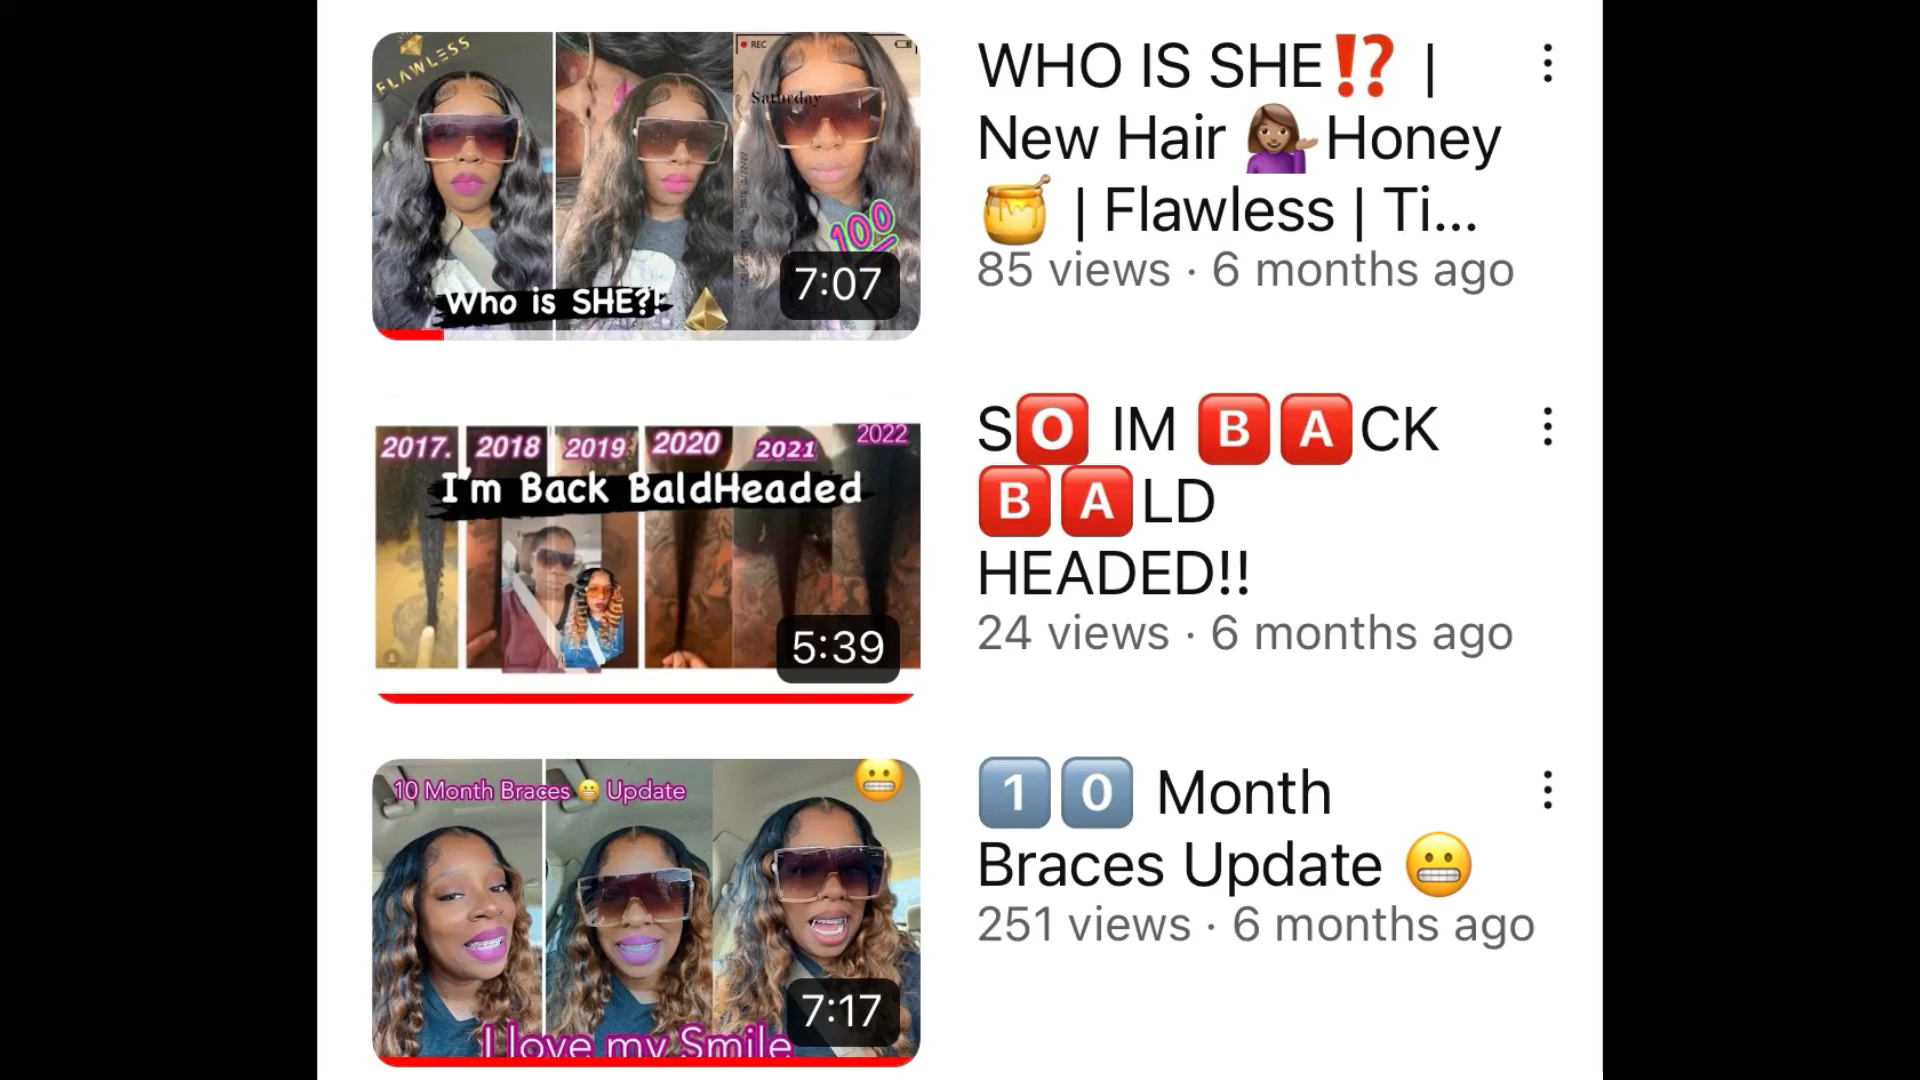 FLAWLESS
REC
Saturday
100
Who is SHE?!
7:07
WHO IS SHE⁉️ |
New Hair 💁🏽‍♀️Honey
🍯 | Flawless | Ti...
85 views · 6 months ago
2017. 2018 2019 2020 2021 2022
I'm Back BaldHeaded
5:39
S🅾️ IM 🅱️🅰️CK
🅱️🅰️LD
HEADED!!
24 views · 6 months ago
10 Month Braces 😬 Update
I love my Smile
7:17
1️⃣0️⃣ Month
Braces Update 😬
251 views · 6 months ago